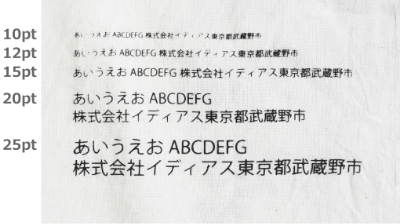 10pt あいうえお ABCDEFG 株式会社イディアス東京都武蔵野市
12pt あいうえお ABCDEFG 株式会社イディアス東京都武蔵野市
15pt あいうえお ABCDEFG 株式会社イディアス東京都武蔵野市
20pt あいうえお ABCDEFG
株式会社イディアス東京都武蔵野市
25pt あいうえお ABCDEFG
株式会社イディアス東京都武蔵野市